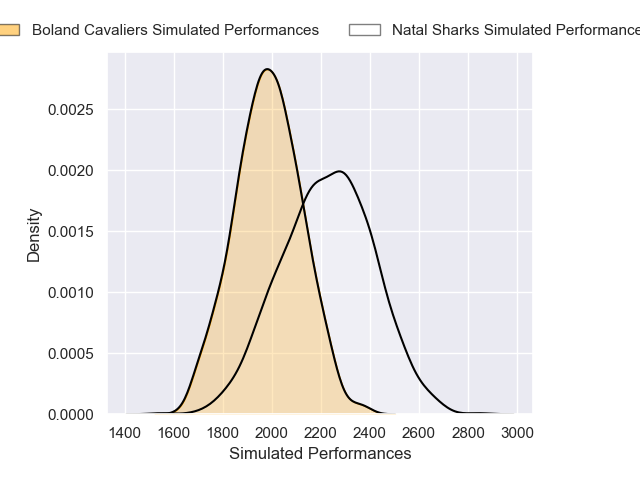 Boland Cavaliers Simulated Performances Natal Sharks Simulated Performance
0.0025
0.0020
0.0015
0.0010
0.0005
0.0000
Density
1400 1600 1800 2000 2200 2400 2600 2800 3000
Simulated Performances